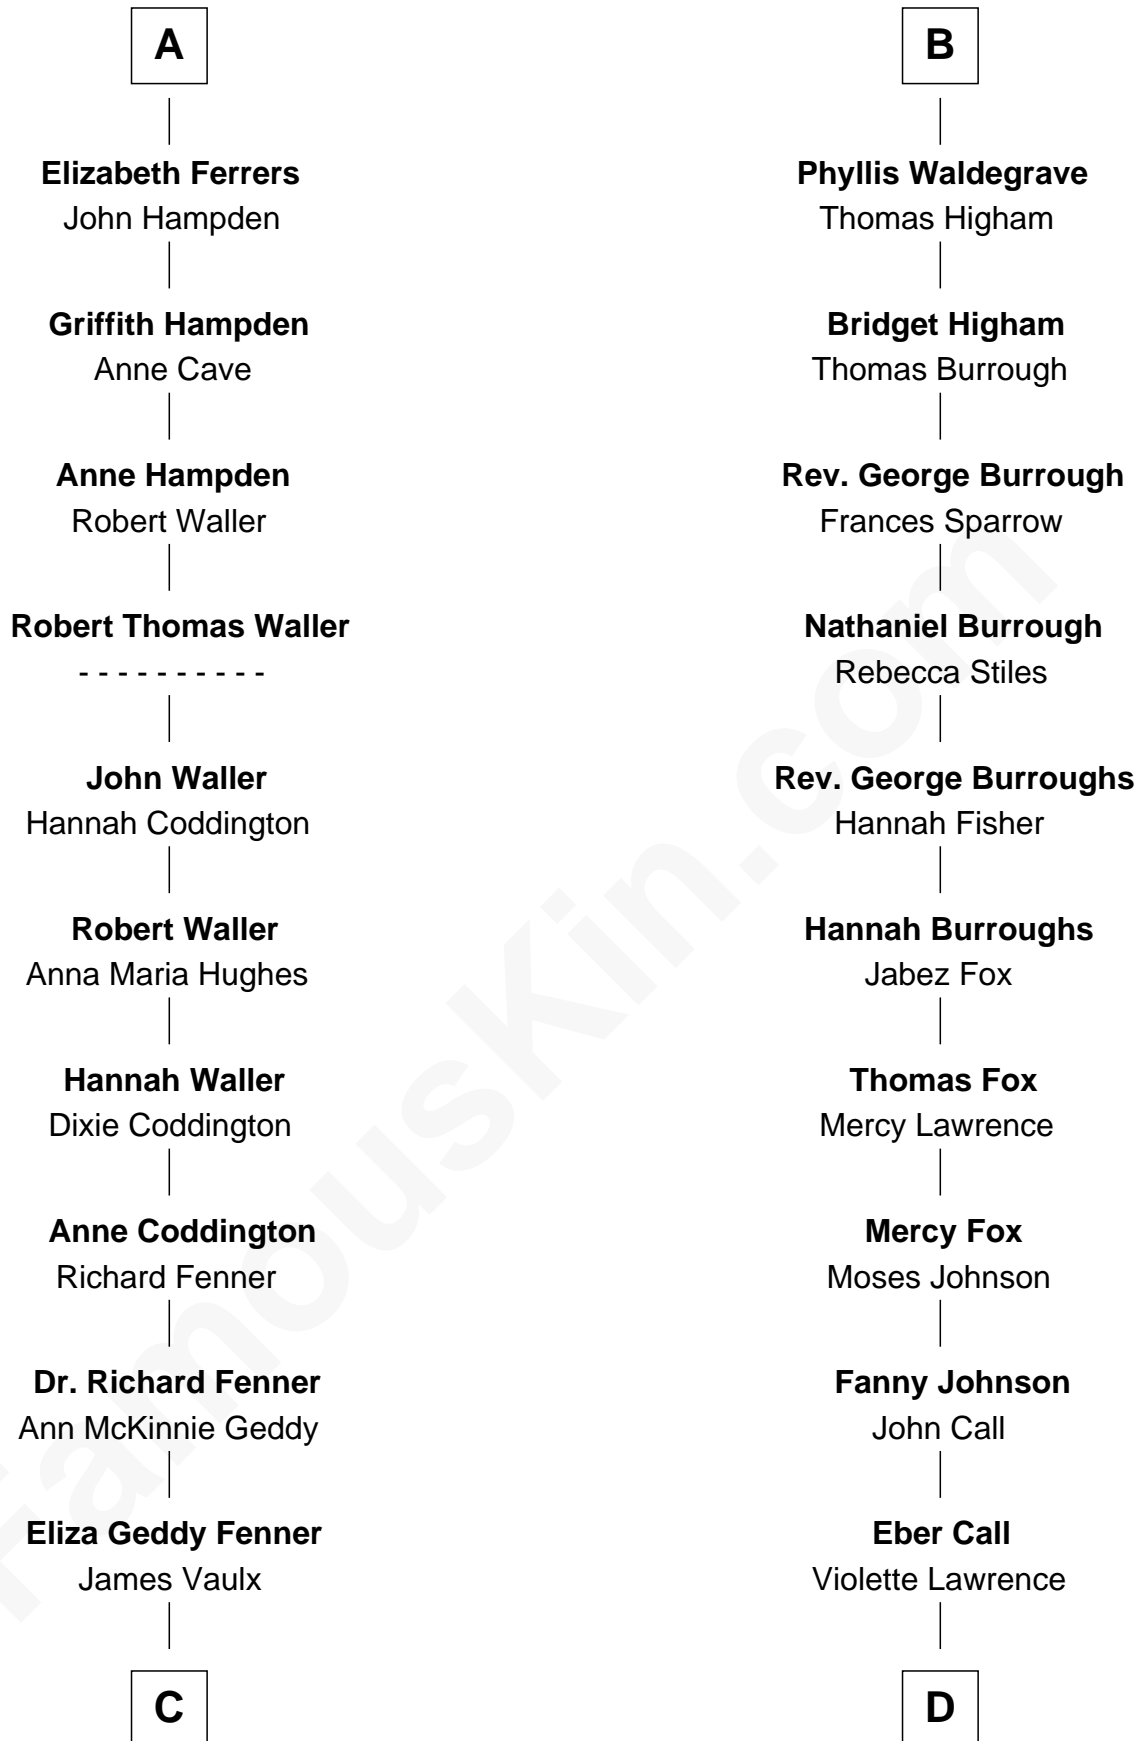 A
Elizabeth Ferrers
John Hampden
Griffith Hampden
Anne Cave
Anne Hampden
Robert Waller
Robert Thomas Waller
- - - - - - - - - -
John Waller
Hannah Coddington
Robert Waller
Anna Maria Hughes
Hannah Waller
Dixie Coddington
Anne Coddington
Richard Fenner
Dr. Richard Fenner
Ann McKinnie Geddy
Eliza Geddy Fenner
James Vaulx
C
B
Phyllis Waldegrave
Thomas Higham
Bridget Higham
Thomas Burrough
Rev. George Burrough
Frances Sparrow
Nathaniel Burrough
Rebecca Stiles
Rev. George Burroughs
Hannah Fisher
Hannah Burroughs
Jabez Fox
Thomas Fox
Mercy Lawrence
Mercy Fox
Moses Johnson
Fanny Johnson
John Call
Eber Call
Violette Lawrence
D
FamousKin.com